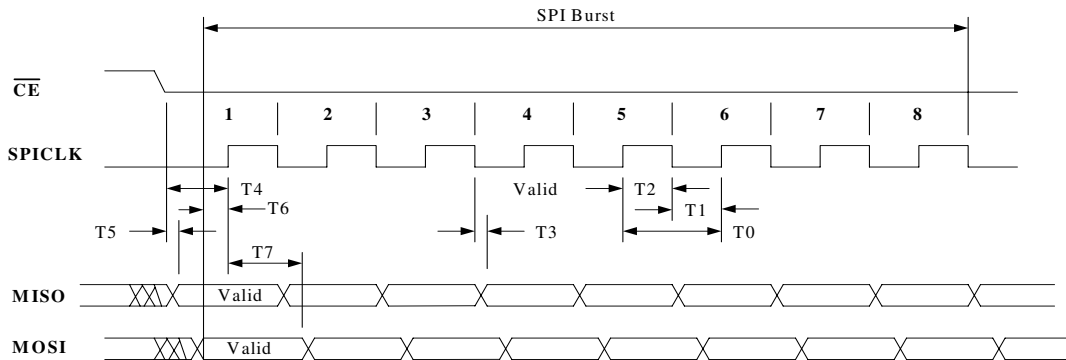 SPI Burst
CE
1 2 3 4 5 6 7 8
SPICLK
T4 Valid T2
T6 T1
T5 T3 T0
T7
MISO Valid
MOSI Valid